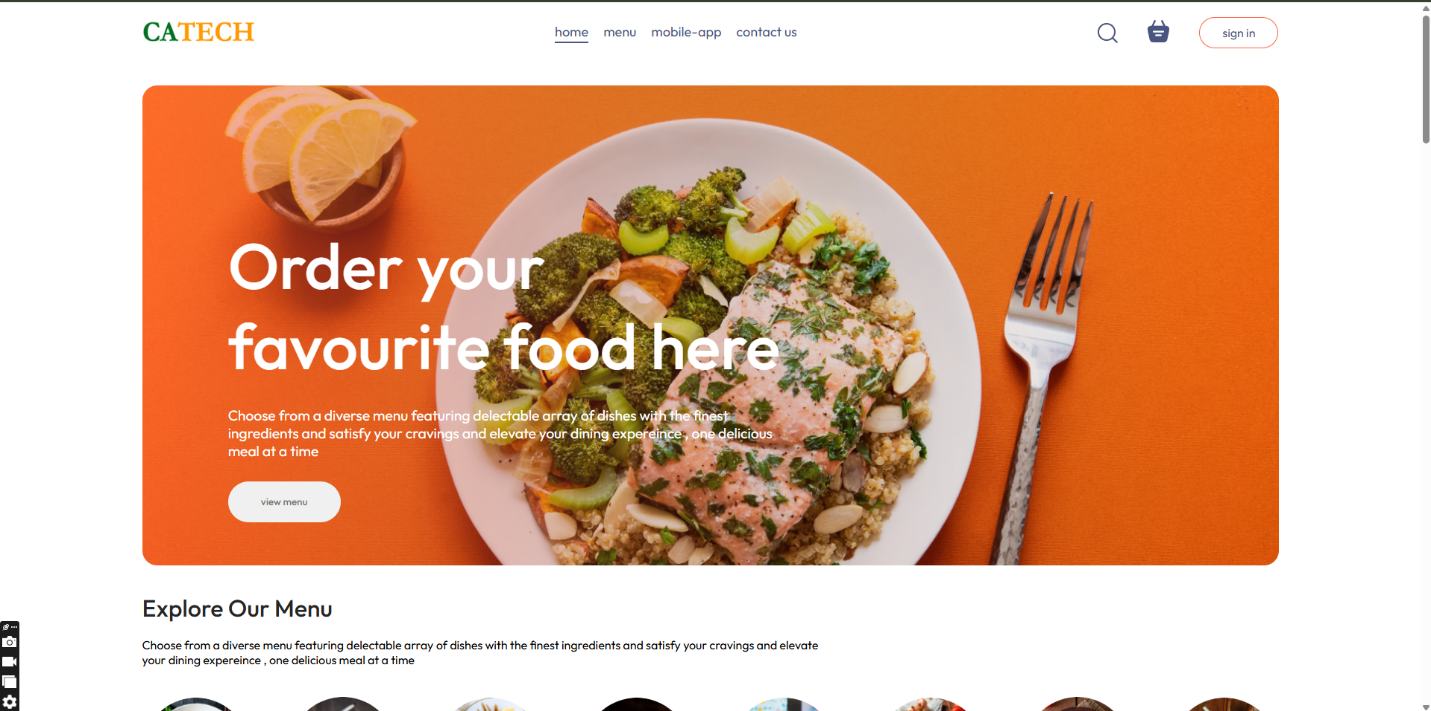 CATECH
home menu mobile-app contact us
sign in
Order your
favourite food here
Choose from a diverse menu featuring delectable array of dishes with the finest
ingredients and satisfy your cravings and elevate your dining expereince , one delicious
meal at a time
view menu
Explore Our Menu
Choose from a diverse menu featuring delectable array of dishes with the finest ingredients and satisfy your cravings and elevate
your dining expereince , one delicious meal at a time